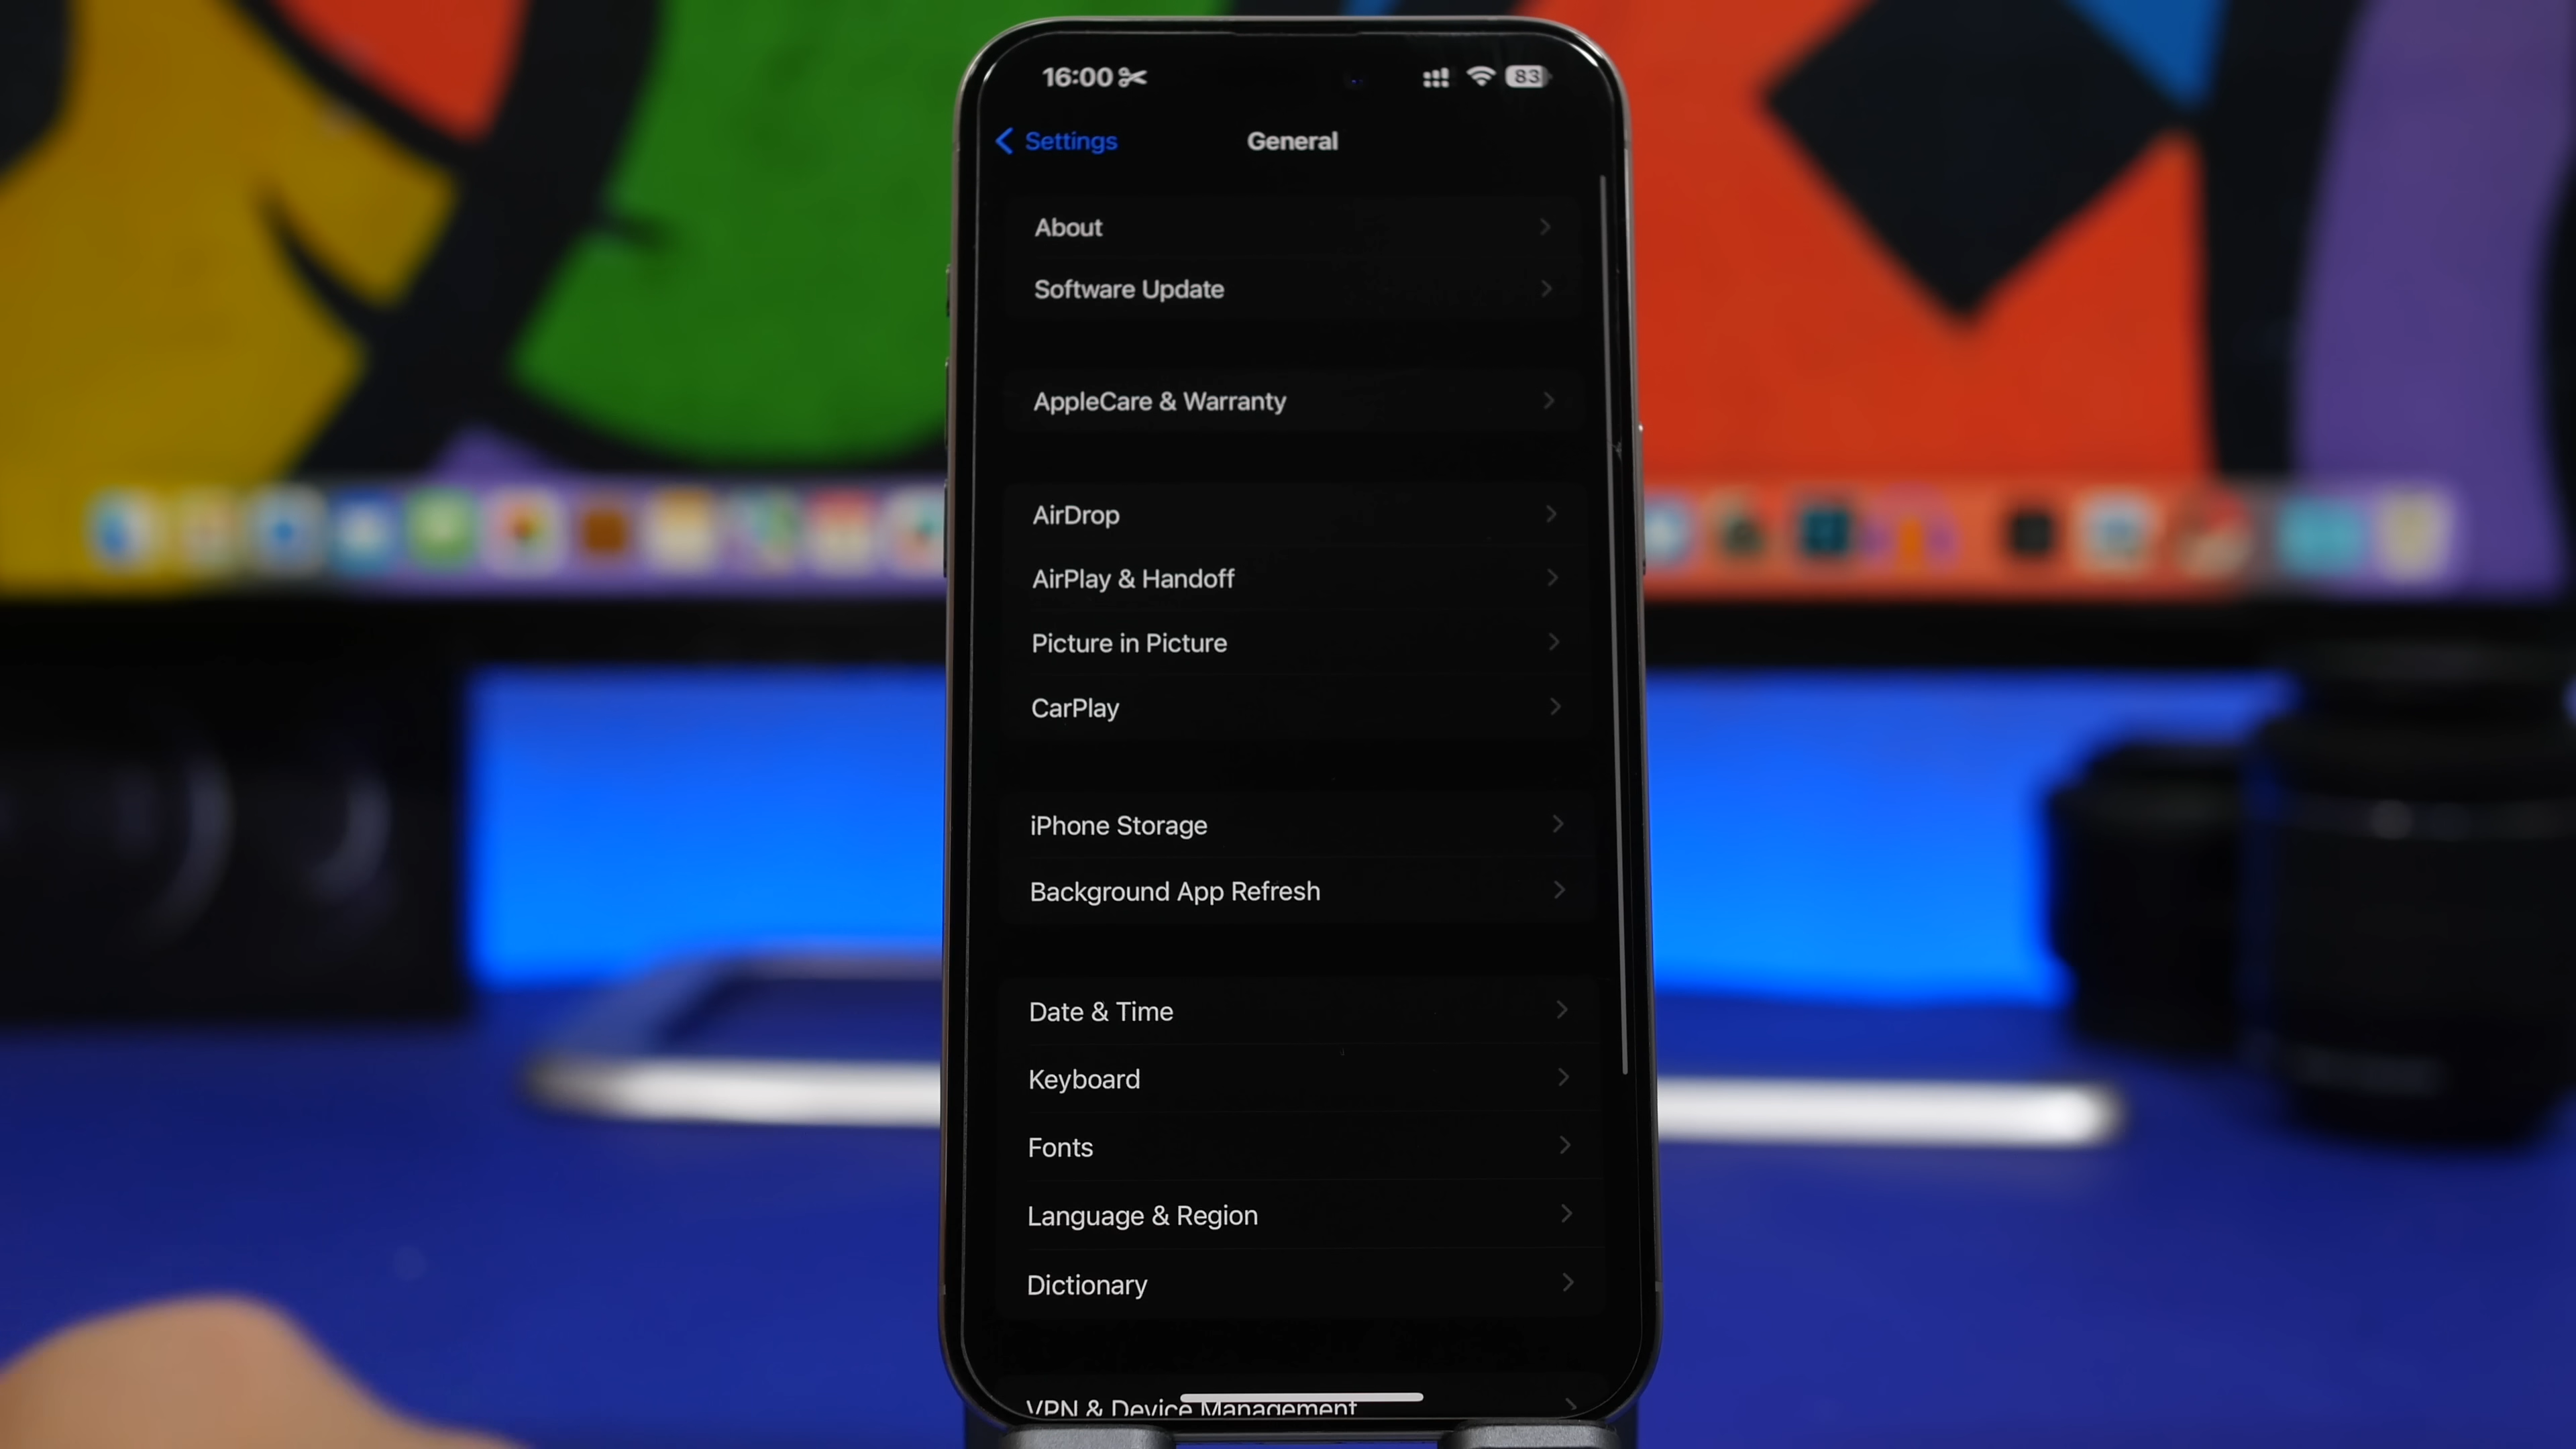 16:00
83
Settings
General
About
Software Update
AppleCare & Warranty
AirDrop
AirPlay & Handoff
Picture in Picture
CarPlay
iPhone Storage
Background App Refresh
Date & Time
Keyboard
Fonts
Language & Region
Dictionary
VPN & Device Management